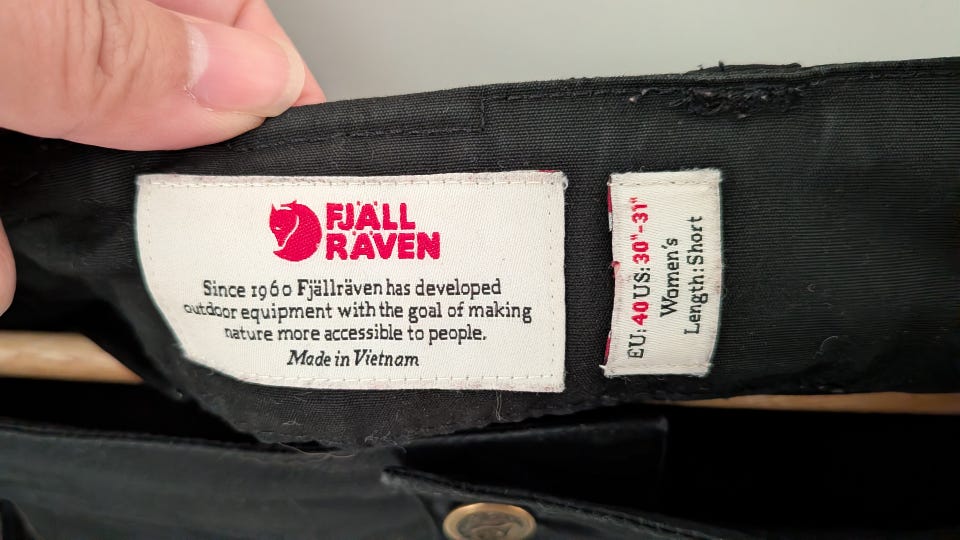 FJÄLL
RÄVEN
Since 1960 Fjällräven has developed
outdoor equipment with the goal of making
nature more accessible to people.
Made in Vietnam
EU:40 US:30"-31"
Women's
Length:Short